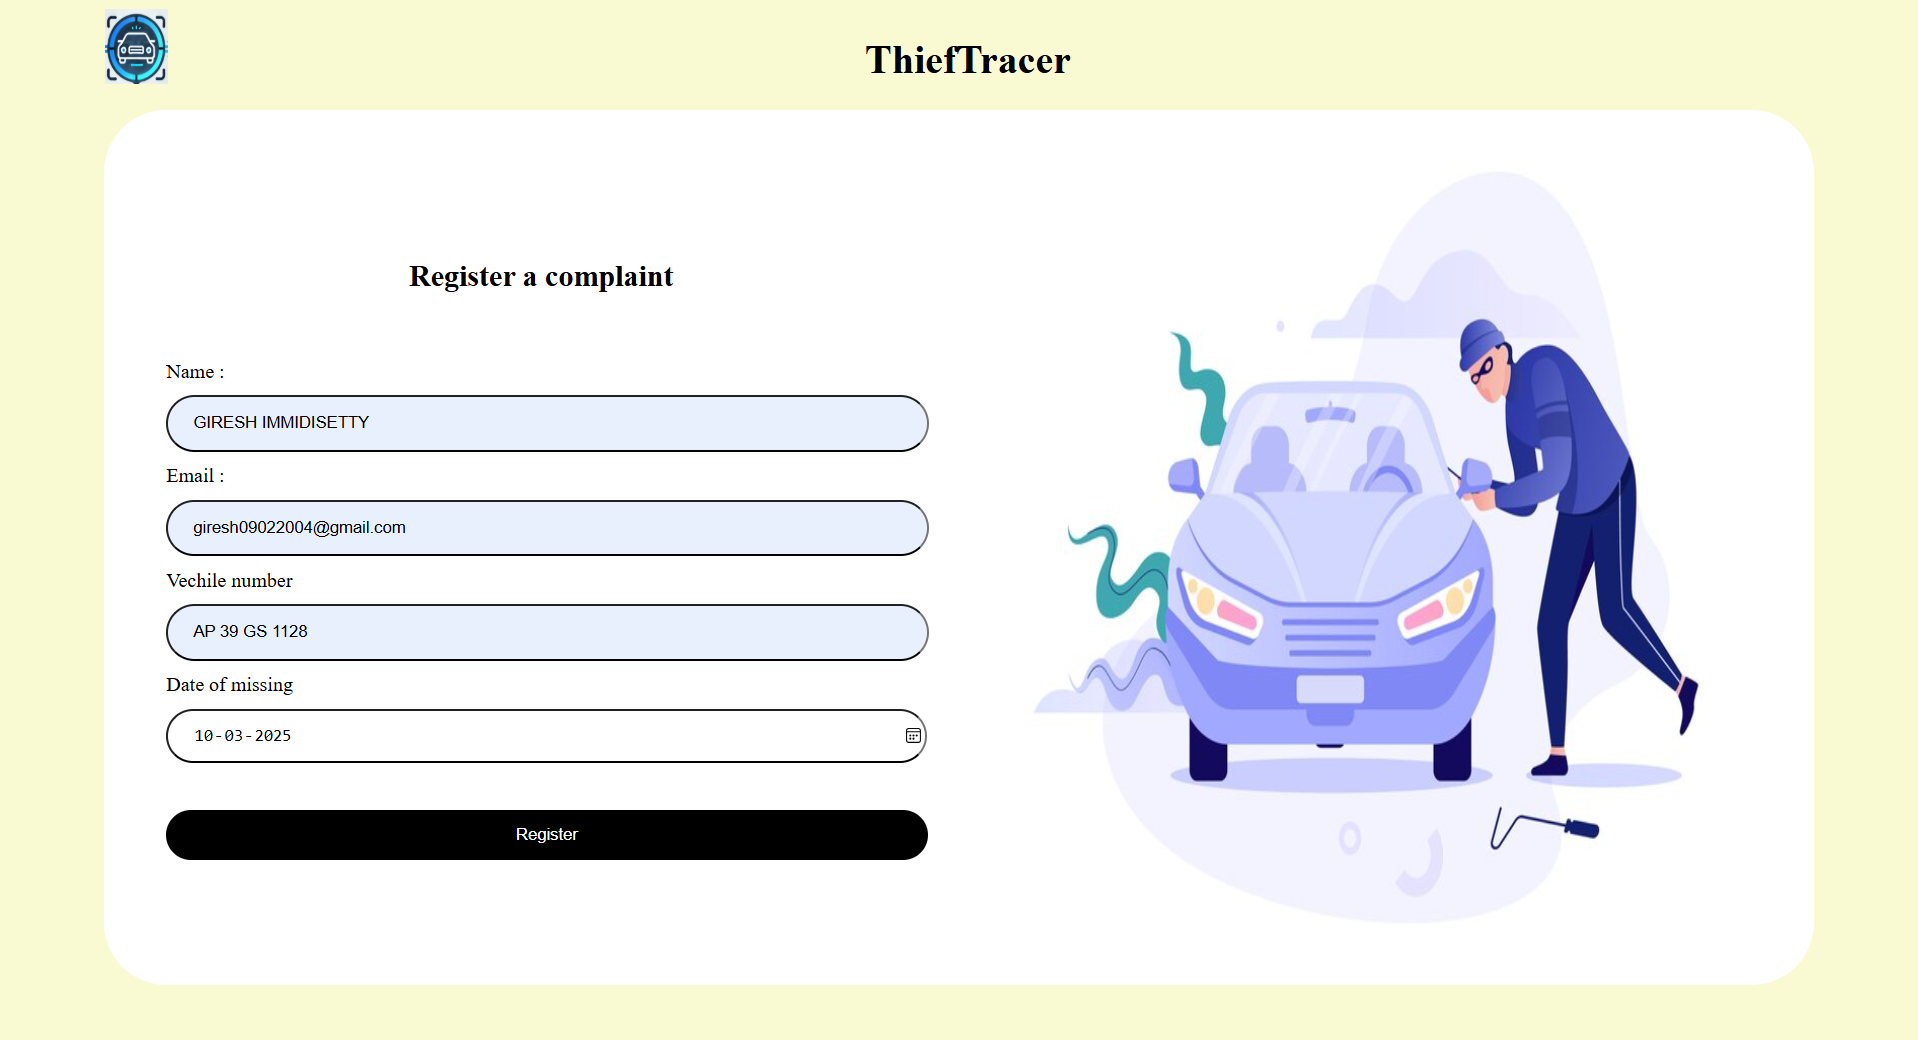 ThiefTracer
Register a complaint
Name :
GIRESH IMMIDISETTY
Email :
giresh09022004@gmail.com
Vechile number
AP 39 GS 1128
Date of missing
10-03-2025
Register